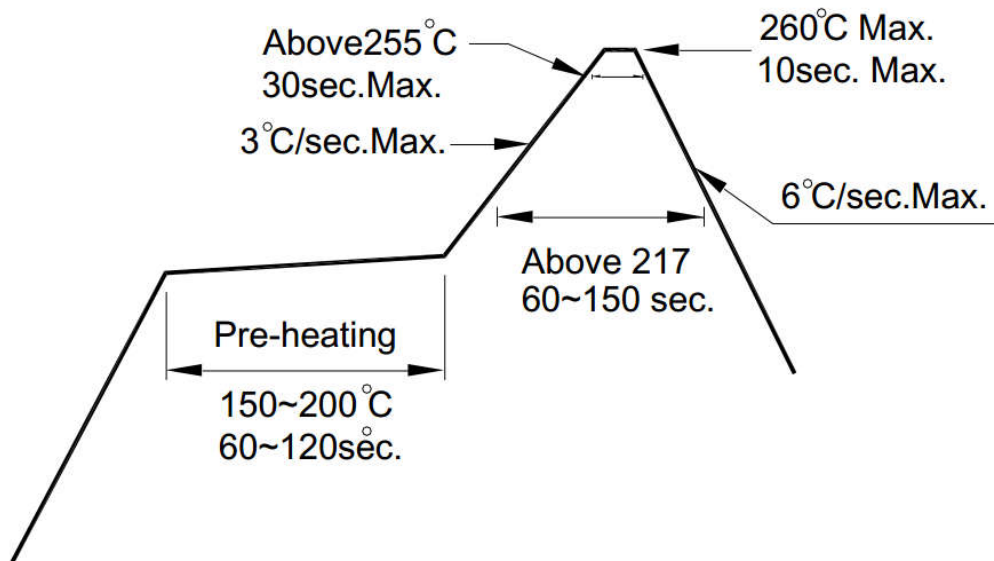 Above255°C
30sec.Max.
260°C Max.
10sec. Max.
3°C/sec.Max.
6°C/sec.Max.
Above 217
60~150 sec.
Pre-heating
150~200°C
60~120sec.